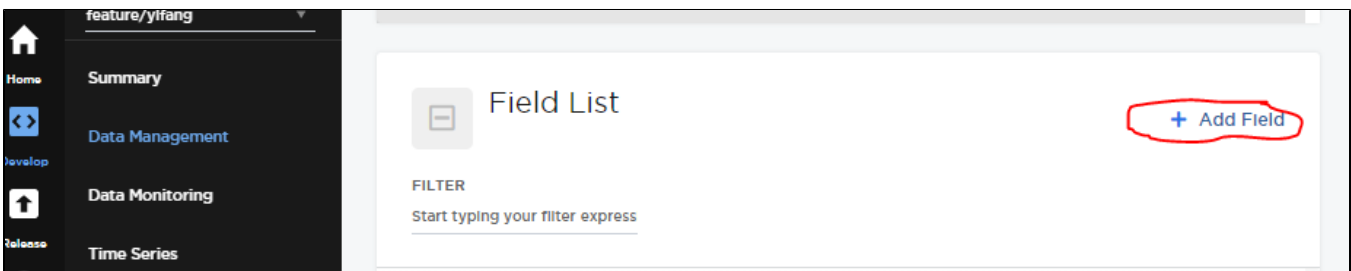 feature/ylfang
Home
Develop
Release
Summary
Data Management
Data Monitoring
Time Series
Field List
+ Add Field
FILTER
Start typing your filter express